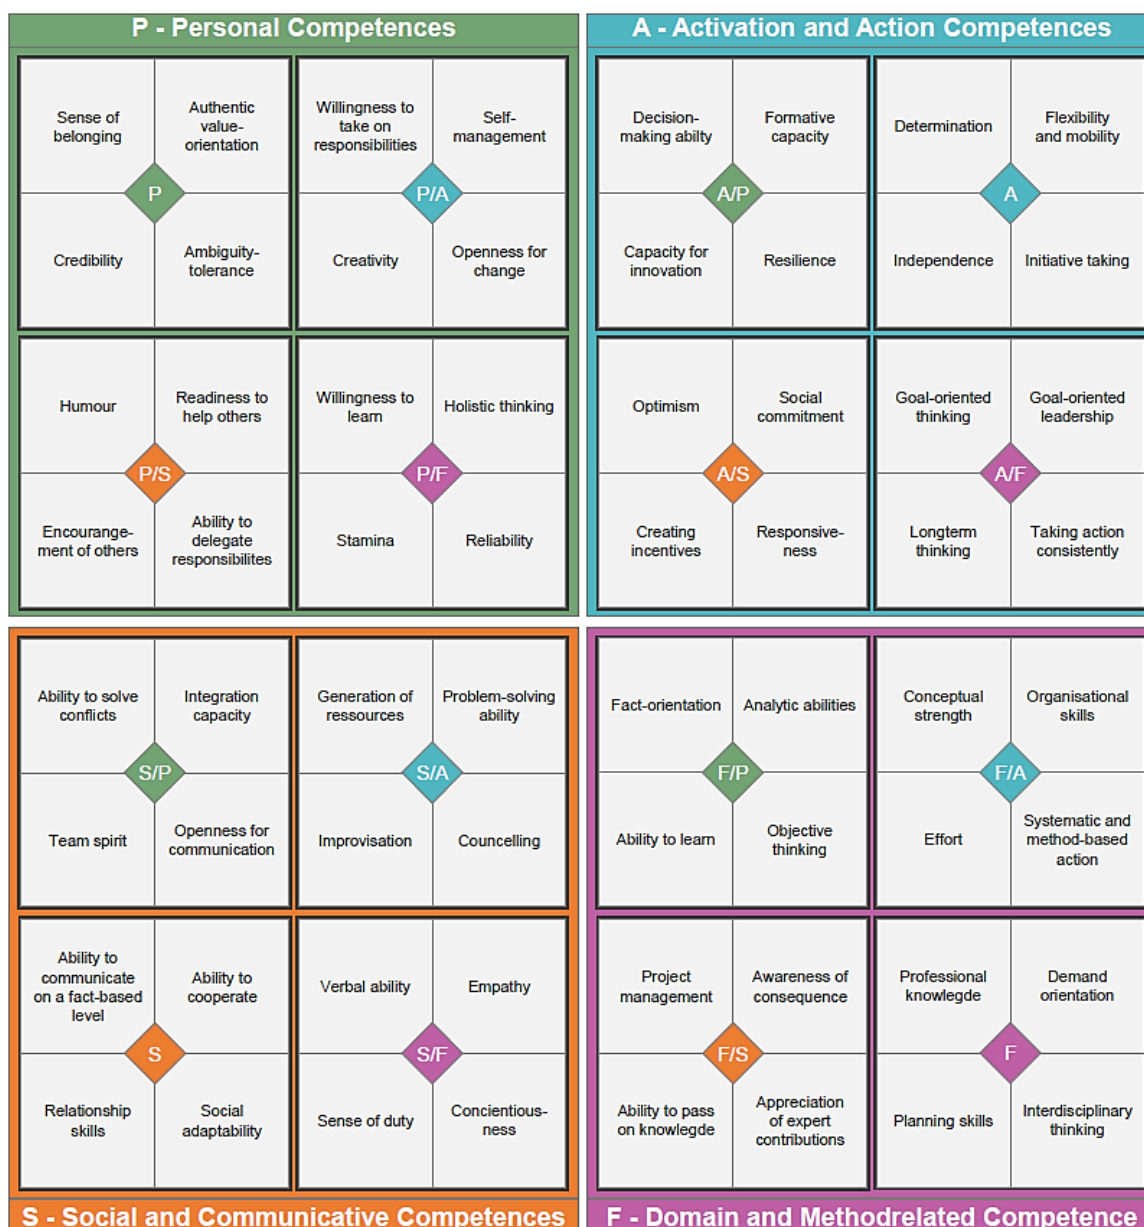 P - Personal Competences
Sense of
belonging
Authentic
value-
orientation
P
Credibility
Ambiguity-
tolerance
Willingness to
take on
responsibilities
Self-
management
P/A
Creativity
Openness for
change
Humour
Readiness to
help others
P/S
Encourange-
ment of others
Ability to
delegate
responsibilites
Willingness to
learn
Holistic thinking
P/F
Stamina
Reliability
A - Activation and Action Competences
Decision-
making abilty
Formative
capacity
A/P
Capacity for
innovation
Resilience
Determination
Flexibility
and mobility
A
Independence
Initiative taking
Optimism
Social
commitment
A/S
Creating
incentives
Responsive-
ness
Goal-oriented
thinking
Goal-oriented
leadership
A/F
Longterm
thinking
Taking action
consistently
Ability to solve
conflicts
Integration
capacity
S/P
Team spirit
Openness for
communication
Generation of
ressources
Problem-solving
ability
S/A
Improvisation
Councelling
Ability to
communicate
on a fact-based
level
Ability to
cooperate
S
Relationship
skills
Social
adaptability
Verbal ability
Empathy
S/F
Sense of duty
Concientious-
ness
S - Social and Communicative Competences
Fact-orientation
Analytic abilities
F/P
Ability to learn
Objective
thinking
Conceptual
strength
Organisational
skills
F/A
Effort
Systematic and
method-based
action
Project
management
Awareness of
consequence
F/S
Ability to pass
on knowlegde
Appreciation
of expert
contributions
Professional
knowlegde
Demand
orientation
F
Planning skills
Interdisciplinary
thinking
F - Domain and Methodrelated Competence